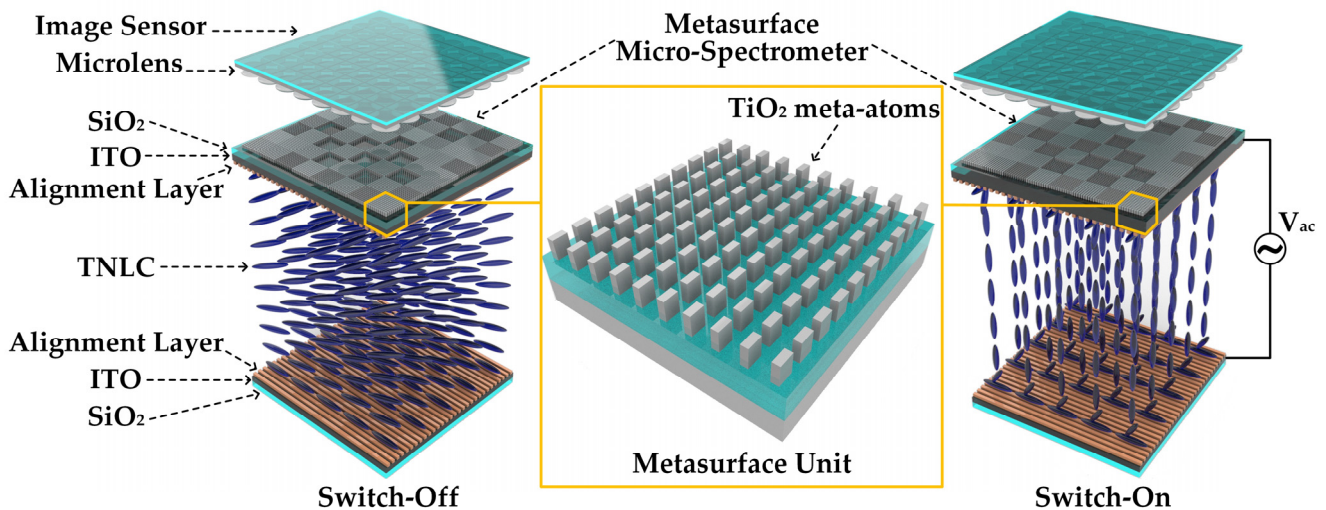 Image Sensor
Microlens
SiO₂
ITO
Alignment Layer
TNLC
Alignment Layer
ITO
SiO₂
Switch-Off
Metasurface
Micro-Spectrometer
TiO₂ meta-atoms
Metasurface Unit
Vac
Switch-On